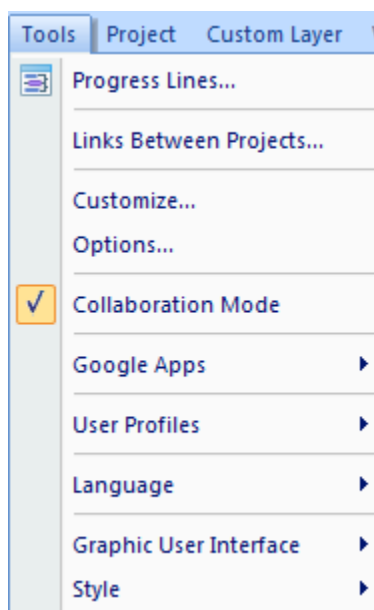 Tools Project Custom Layer
Progress Lines...
Links Between Projects...
Customize...
Options...
Collaboration Mode
Google Apps
User Profiles
Language
Graphic User Interface
Style